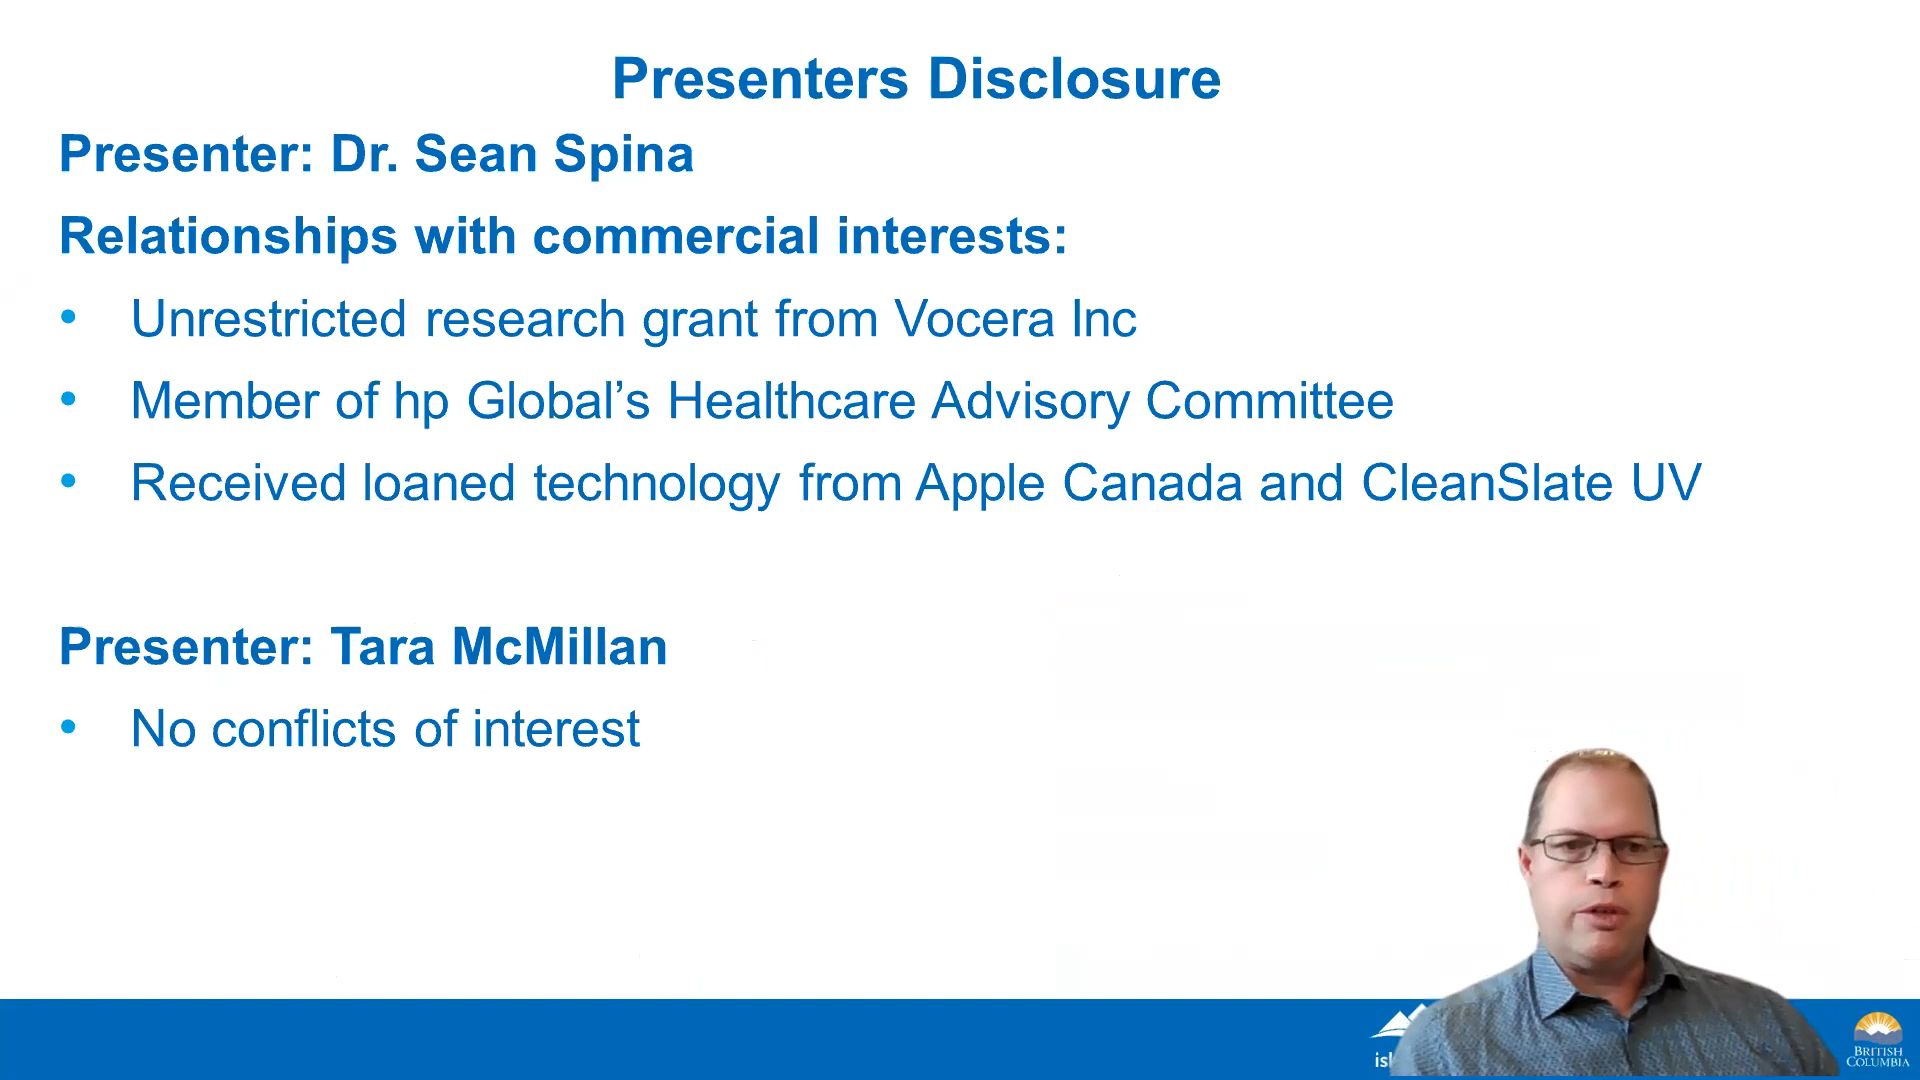 Presenters Disclosure
Presenter: Dr. Sean Spina
Relationships with commercial interests:
• Unrestricted research grant from Vocera Inc
• Member of hp Global’s Healthcare Advisory Committee
• Received loaned technology from Apple Canada and CleanSlate UV
Presenter: Tara McMillan
• No conflicts of interest
BRITISH
COLUMBIA